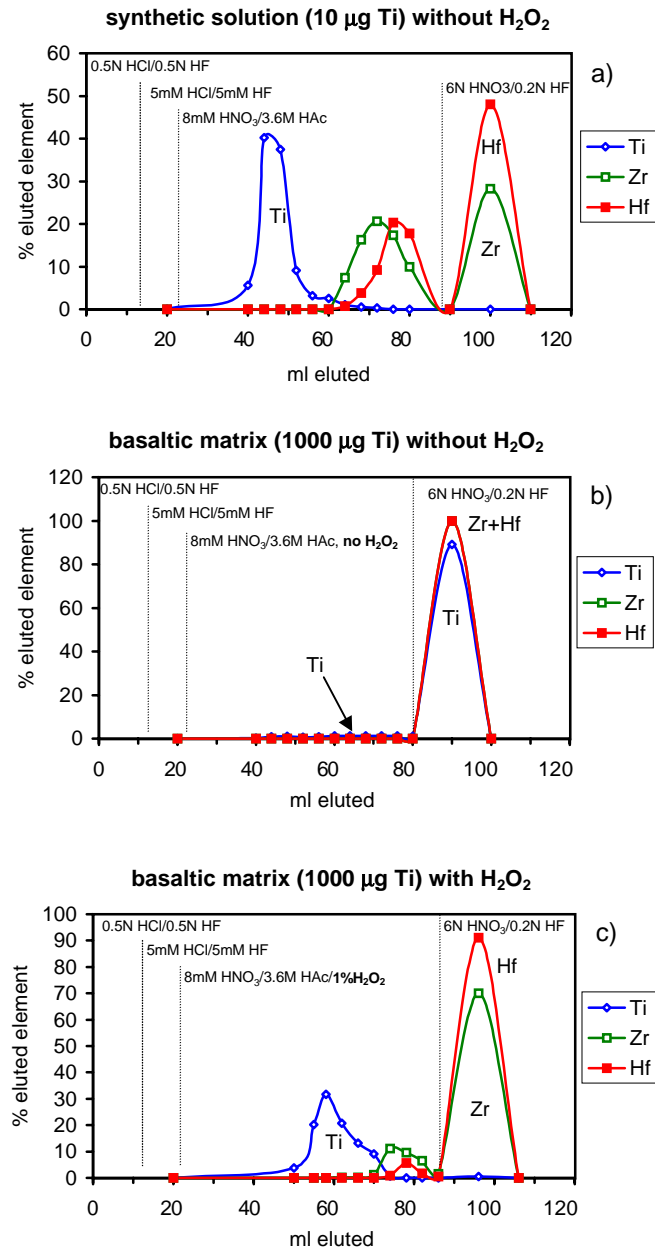 synthetic solution (10 μg Ti) without H₂O₂
0.5N HCl/0.5N HF
a)
5mM HCl/5mM HF
6N HNO3/0.2N HF
8mM HNO₃/3.6M HAc
60
50
40
30
20
10
0
% eluted element
Ti
Hf
Zr
Ti
Zr
Hf
0 20 40 60 80 100 120
ml eluted
basaltic matrix (1000 μg Ti) without H₂O₂
0.5N HCl/0.5N HF
6N HNO₃/0.2N HF
b)
5mM HCl/5mM HF
Zr+Hf
8mM HNO₃/3.6M HAc, no H₂O₂
120
100
80
60
40
20
0
% eluted element
Ti
Ti
Ti
Zr
Hf
0 20 40 60 80 100 120
ml eluted
basaltic matrix (1000 μg Ti) with H₂O₂
0.5N HCl/0.5N HF
6N HNO₃/0.2N HF
c)
5mM HCl/5mM HF
Hf
8mM HNO₃/3.6M HAc/1%H₂O₂
100
90
80
70
60
50
40
30
20
10
0
% eluted element
Ti
Zr
Ti
Zr
Hf
0 20 40 60 80 100 120
ml eluted